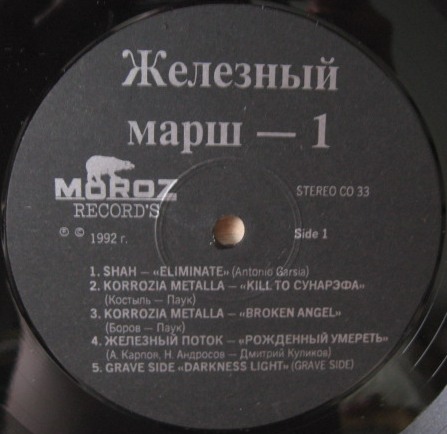 Железный
марш — 1
MOROZ
RECORD'S
STEREO CO 33
℗ © 1992 г.
Side 1
1. SHAH — «ELIMINATE» (Antonio Garsia)
2. KORROZIA METALLA — «KILL TO СУНАРЭФА»
(Костыль — Паук)
3. KORROZIA METALLA — «BROKEN ANGEL»
(Боров — Паук)
4. ЖЕЛЕЗНЫЙ ПОТОК — «РОЖДЕННЫЙ УМЕРЕТЬ»
(А. Карпов, Н. Андросов — Дмитрий Куликов)
5. GRAVE SIDE «DARKNESS LIGHT» (GRAVE SIDE)